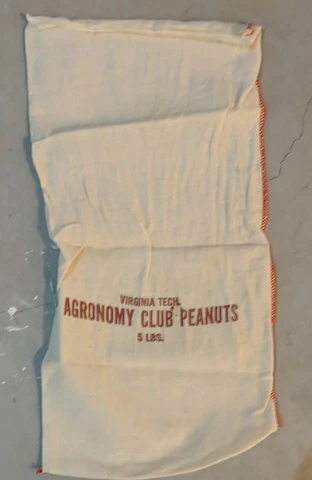 VIRGINIA TECH.
AGRONOMY CLUB PEANUTS
5 LBS.